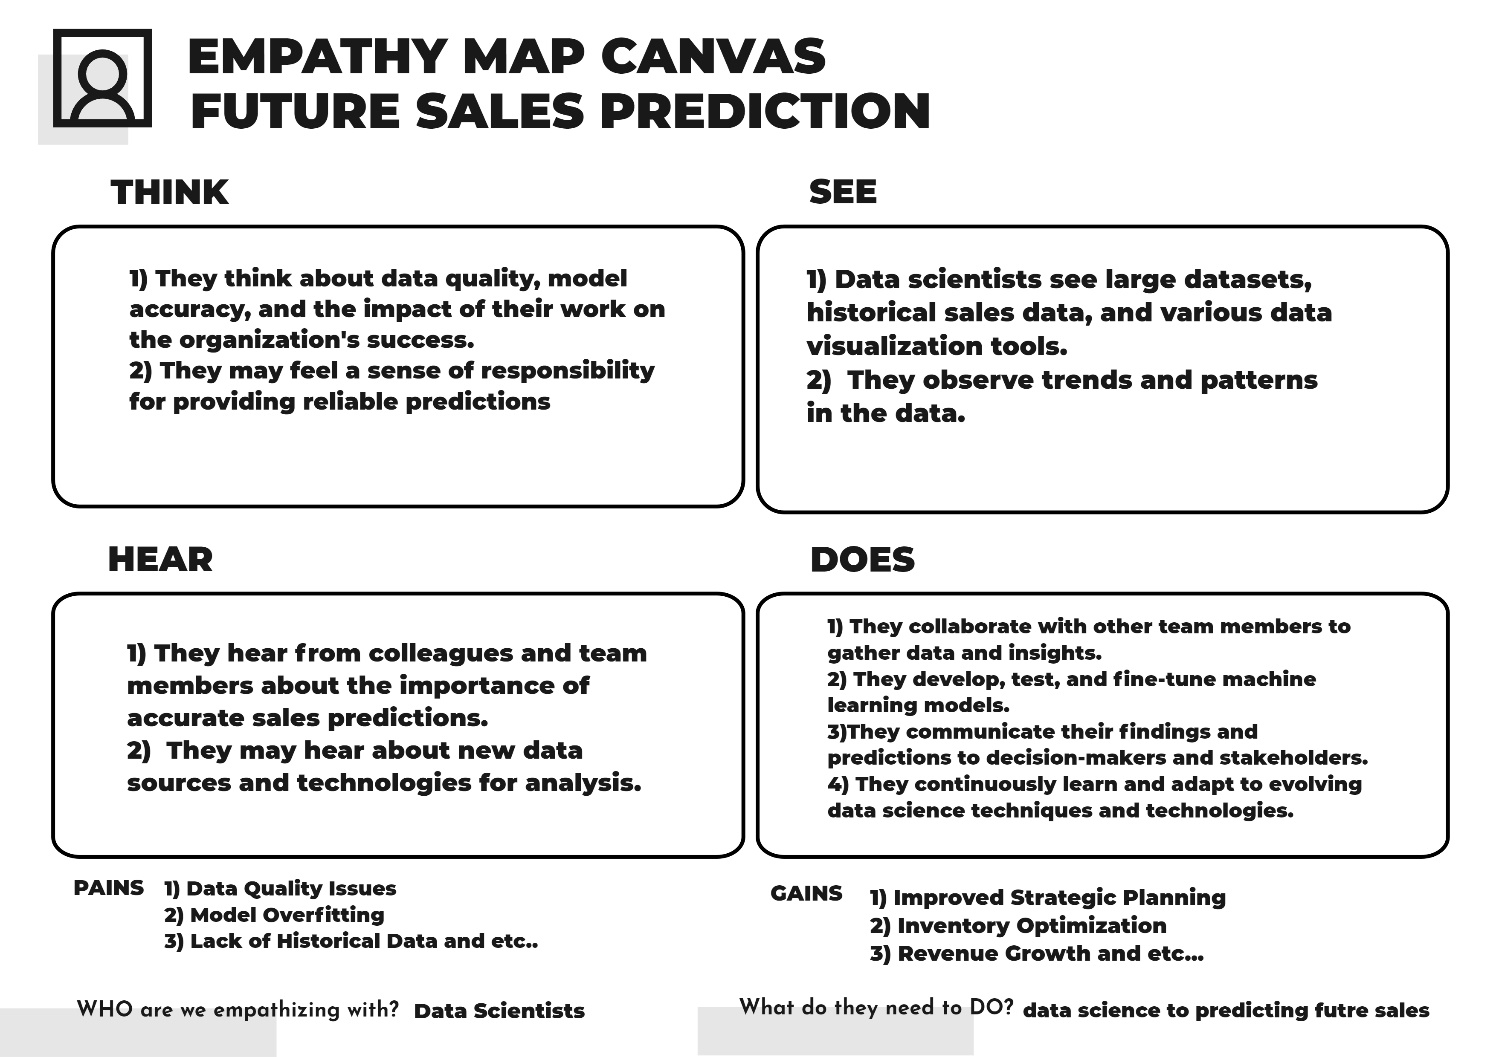 EMPATHY MAP CANVAS
FUTURE SALES PREDICTION
THINK
1) They think about data quality, model
accuracy, and the impact of their work on
the organization's success.
2) They may feel a sense of responsibility
for providing reliable predictions
SEE
1) Data scientists see large datasets,
historical sales data, and various data
visualization tools.
2)  They observe trends and patterns
in the data.
HEAR
1) They hear from colleagues and team
members about the importance of
accurate sales predictions.
2)  They may hear about new data
sources and technologies for analysis.
DOES
1) They collaborate with other team members to
gather data and insights.
2) They develop, test, and fine-tune machine
learning models.
3)They communicate their findings and
predictions to decision-makers and stakeholders.
4) They continuously learn and adapt to evolving
data science techniques and technologies.
PAINS
1) Data Quality Issues
2) Model Overfitting
3) Lack of Historical Data and etc..
GAINS
1) Improved Strategic Planning
2) Inventory Optimization
3) Revenue Growth and etc...
WHO are we empathizing with? Data Scientists
What do they need to DO? data science to predicting futre sales